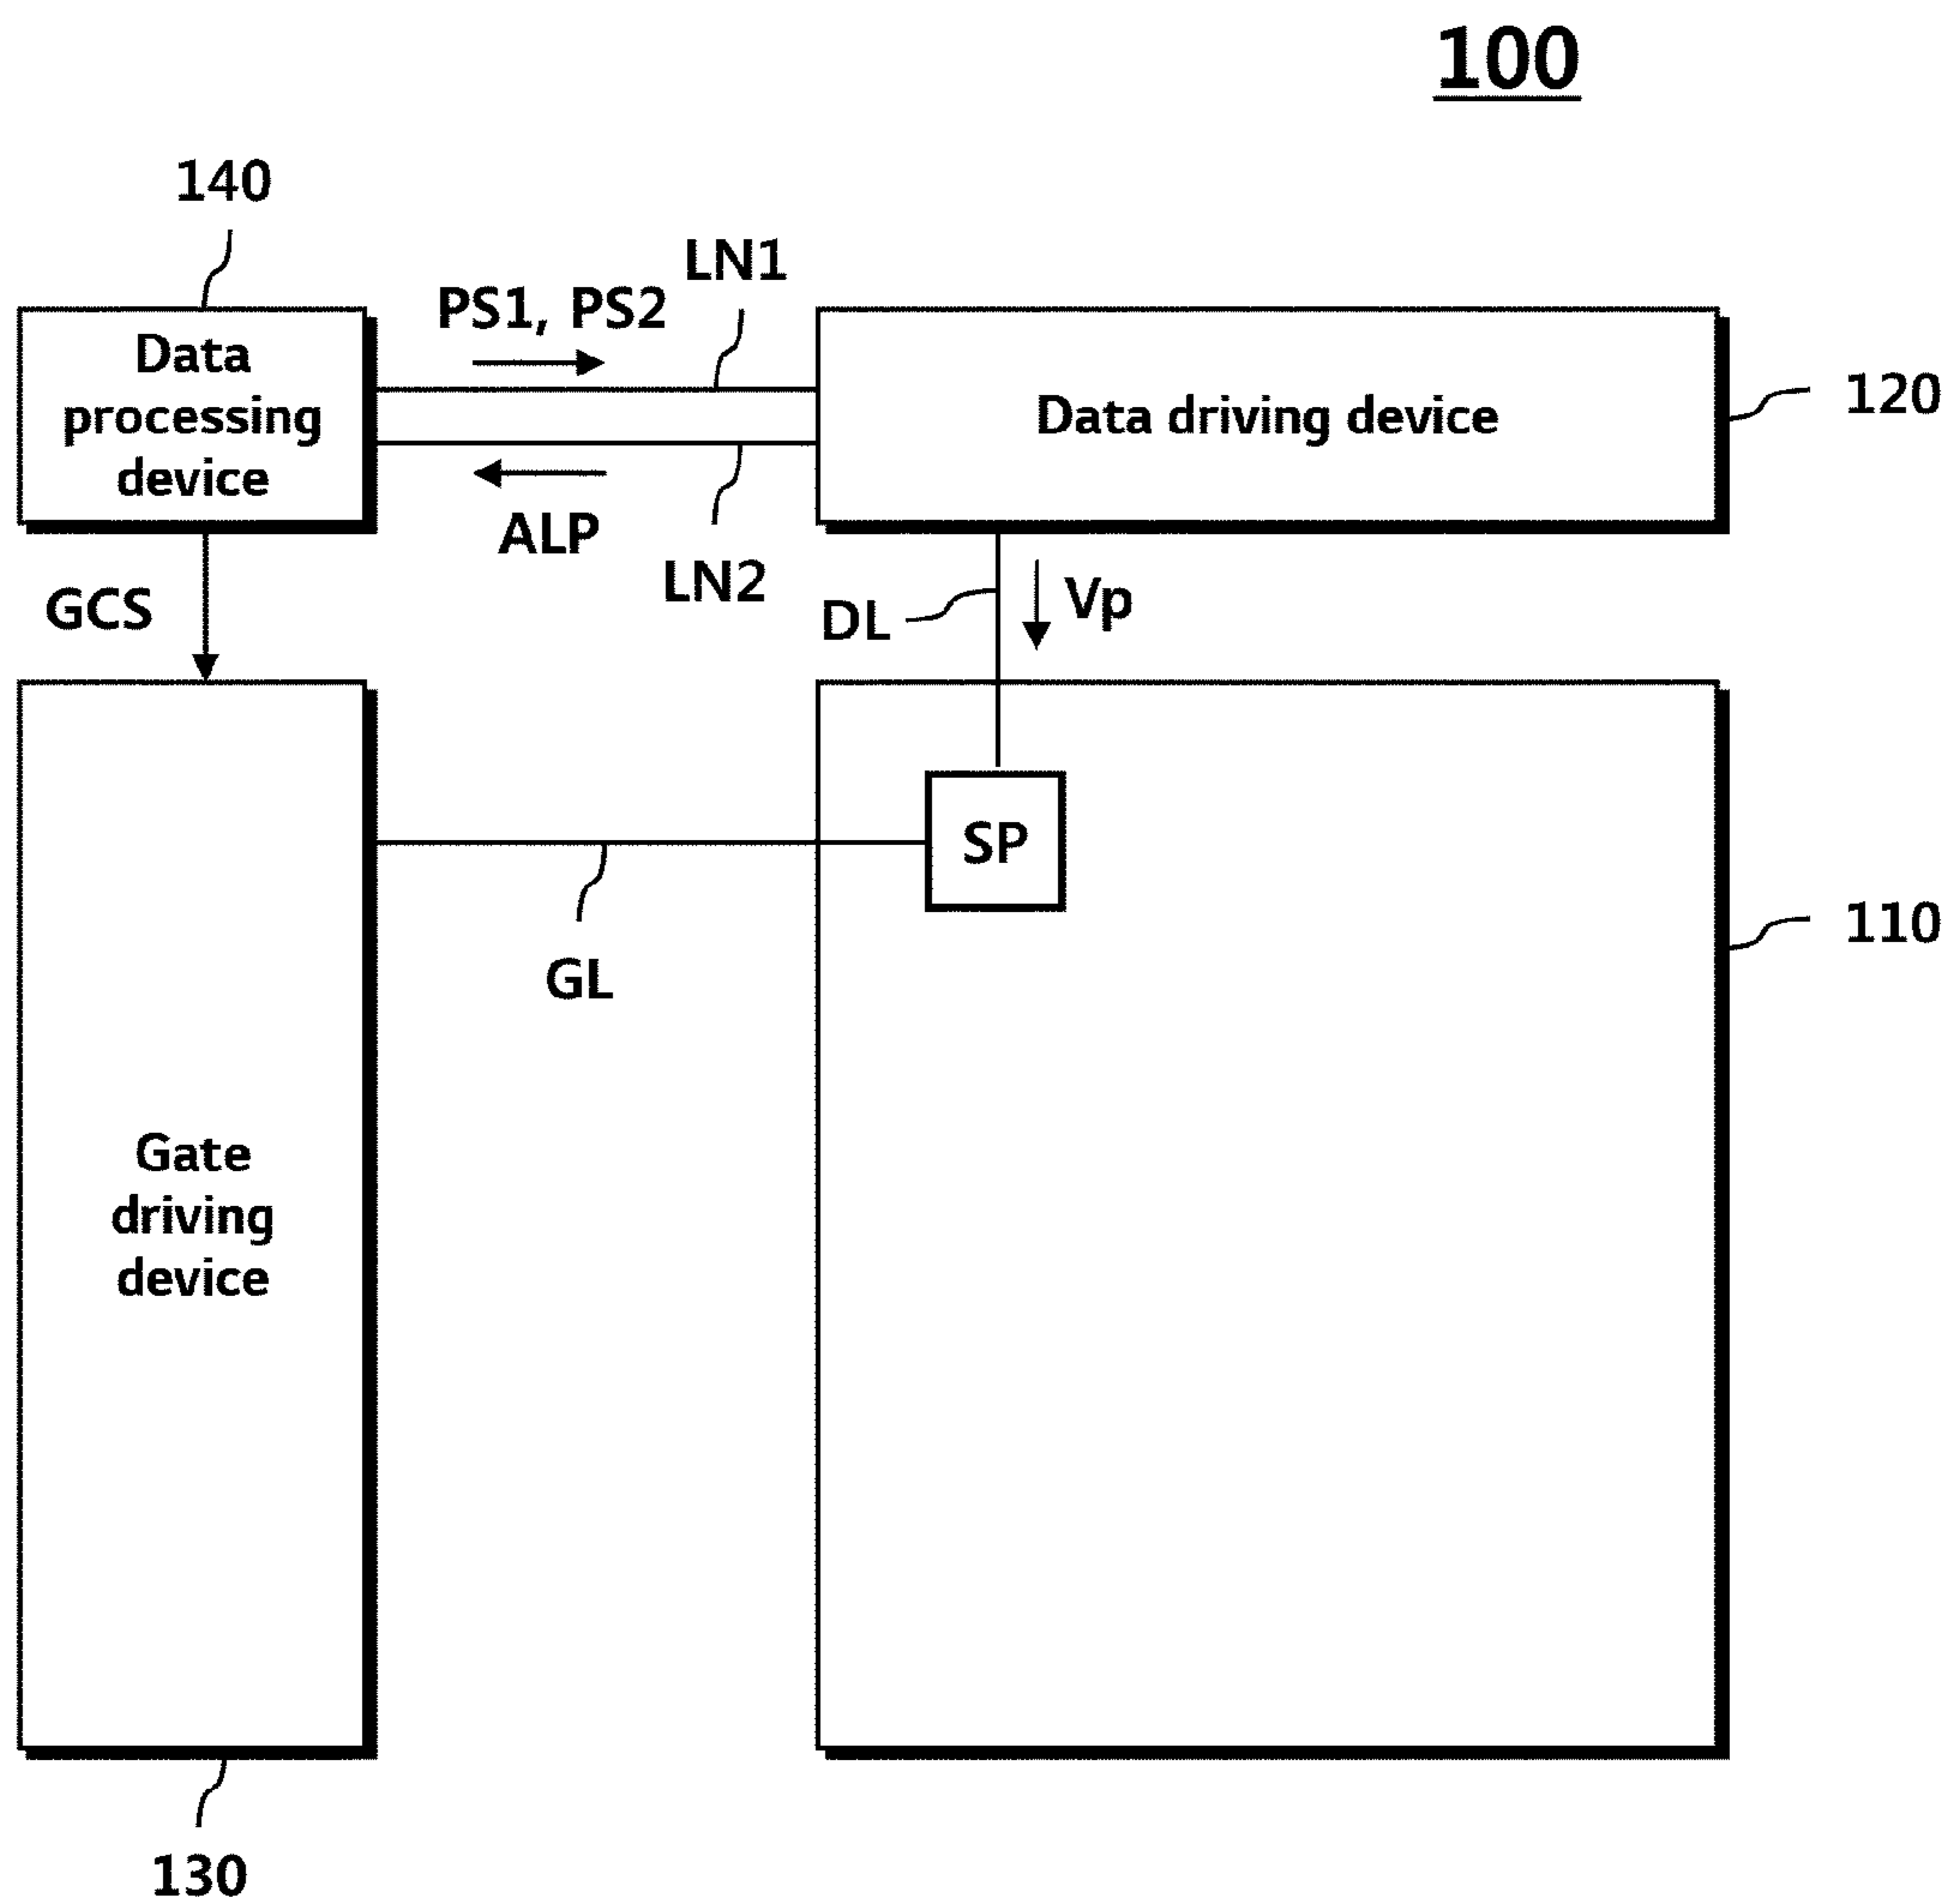 100
140
LN1
PS1, PS2
Data
processing
device
Data driving device
120
ALP
LN2
GCS
DL
Vp
SP
110
GL
Gate
driving
device
130